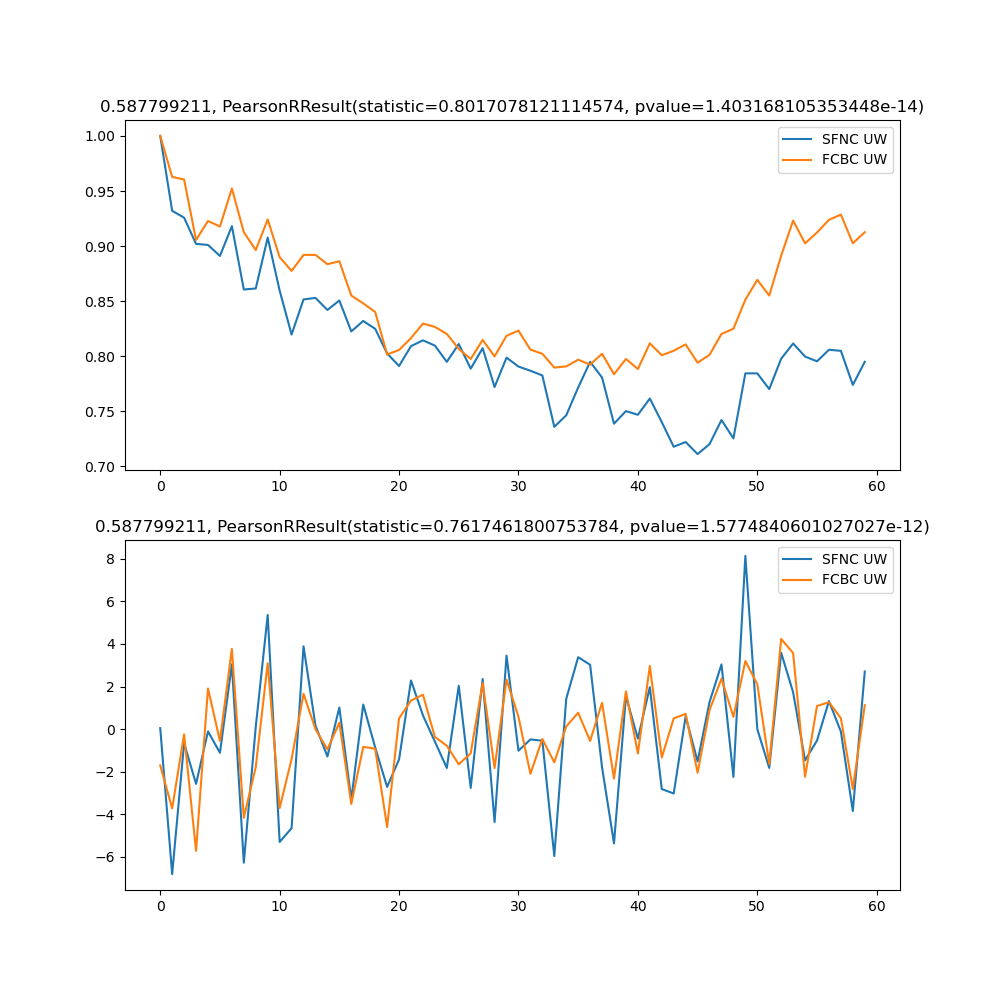 0.587799211, PearsonRResult(statistic=0.8017078121114574, pvalue=1.403168105353448e-14)
SFNC UW
FCBC UW
1.00
0.95
0.90
0.85
0.80
0.75
0.70
0 10 20 30 40 50 60
0.587799211, PearsonRResult(statistic=0.7617461800753784, pvalue=1.5774840601027027e-12)
SFNC UW
FCBC UW
8
6
4
2
0
−2
−4
−6
0 10 20 30 40 50 60